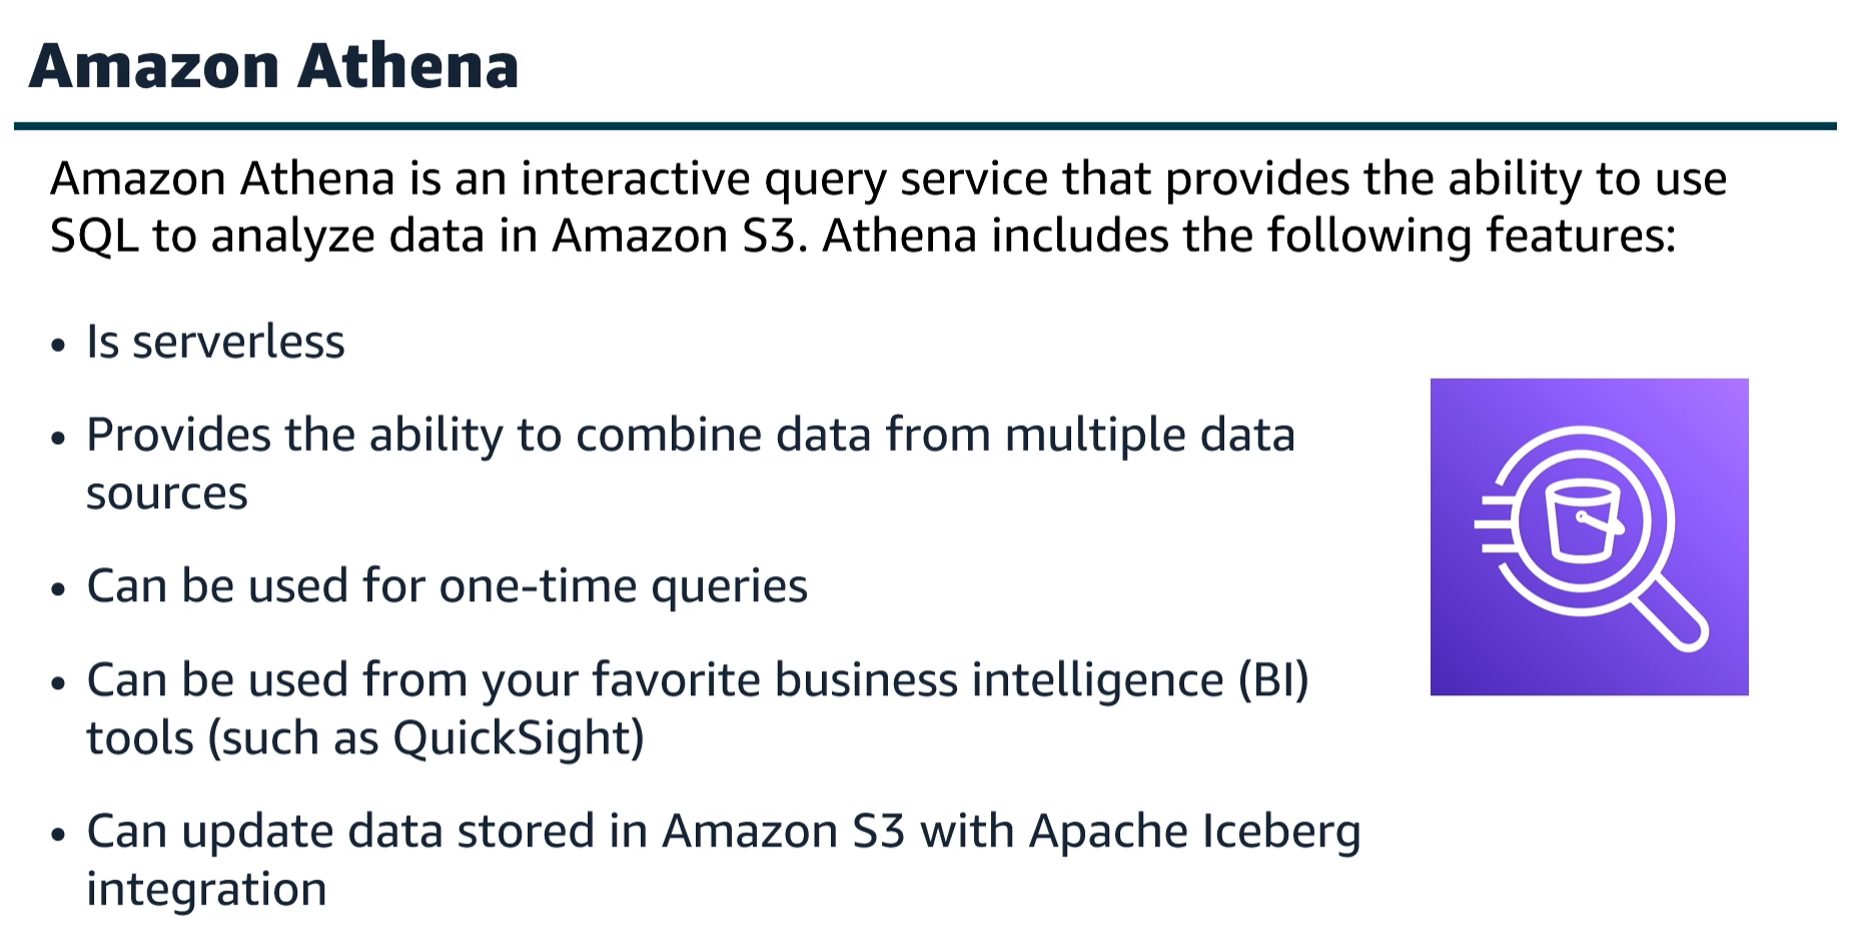 Amazon Athena
Amazon Athena is an interactive query service that provides the ability to use
SQL to analyze data in Amazon S3. Athena includes the following features:
• Is serverless
• Provides the ability to combine data from multiple data
sources
• Can be used for one-time queries
• Can be used from your favorite business intelligence (BI)
tools (such as QuickSight)
• Can update data stored in Amazon S3 with Apache Iceberg
integration